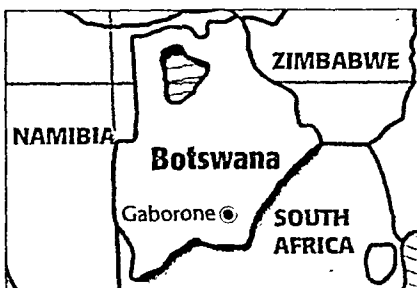 ZIMBABWE
NAMIBIA
Botswana
Gaborone
SOUTH
AFRICA